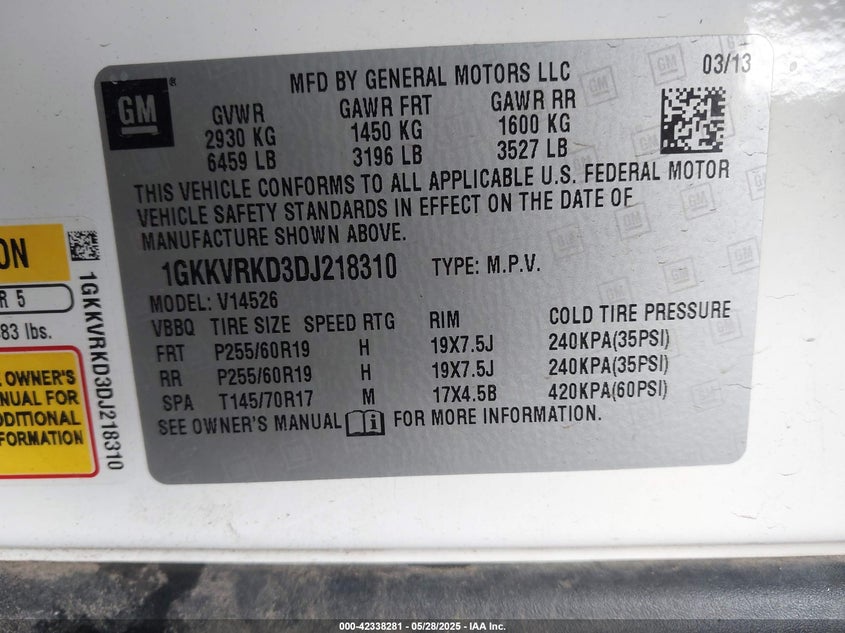 MFD BY GENERAL MOTORS LLC 03/13
GM ®
GVWR GAWR FRT GAWR RR
2930 KG 1450 KG 1600 KG
6459 LB 3196 LB 3527 LB
THIS VEHICLE CONFORMS TO ALL APPLICABLE U.S. FEDERAL MOTOR
VEHICLE SAFETY STANDARDS IN EFFECT ON THE DATE OF
MANUFACTURE SHOWN ABOVE.
1GKKVRKD3DJ218310 TYPE: M.P.V.
MODEL: V14526
VBBQ TIRE SIZE SPEED RTG RIM COLD TIRE PRESSURE
FRT P255/60R19 H 19X7.5J 240KPA(35PSI)
RR P255/60R19 H 19X7.5J 240KPA(35PSI)
SPA T145/70R17 M 17X4.5B 420KPA(60PSI)
SEE OWNER'S MANUAL FOR MORE INFORMATION.
ON
R 5
83 lbs.
OWNER'S
NUAL FOR
DDITIONAL
FORMATION
1GKKVRKD3DJ218310
000-42338281 - 05/28/2025 - IAA Inc.